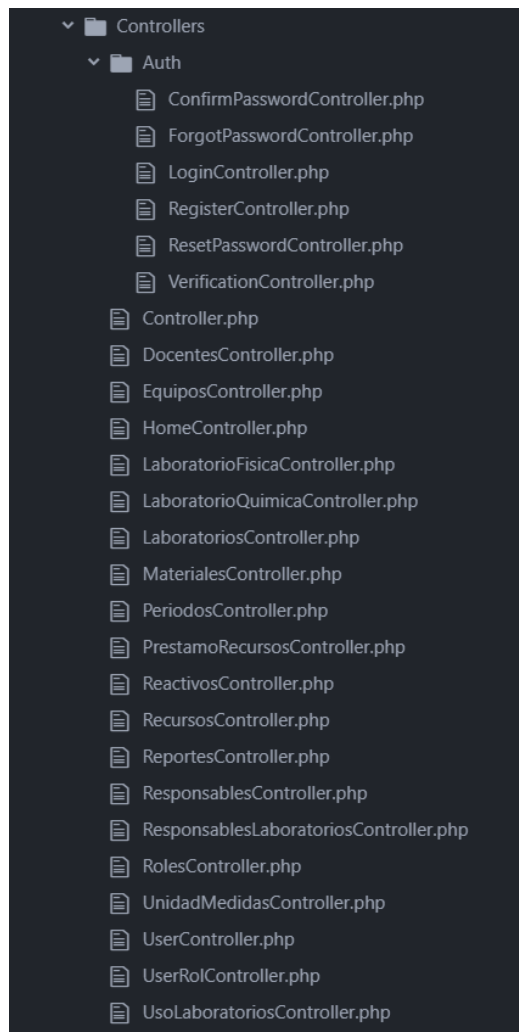 Controllers
Auth
ConfirmPasswordController.php
ForgotPasswordController.php
LoginController.php
RegisterController.php
ResetPasswordController.php
VerificationController.php
Controller.php
DocentesController.php
EquiposController.php
HomeController.php
LaboratorioFisicaController.php
LaboratorioQuimicaController.php
LaboratoriosController.php
MaterialesController.php
PeriodosController.php
PrestamoRecursosController.php
ReactivosController.php
RecursosController.php
ReportesController.php
ResponsablesController.php
ResponsablesLaboratoriosController.php
RolesController.php
UnidadMedidasController.php
UserController.php
UserRolController.php
UsoLaboratoriosController.php